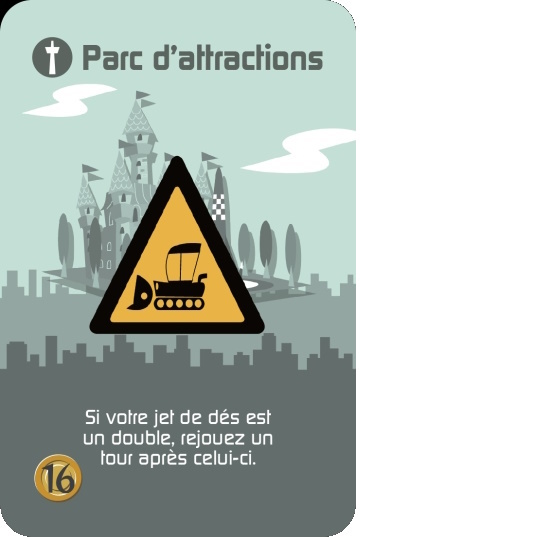 Parc d'attractions
Si votre jet de dés est
un double, rejouez un
tour après celui-ci.
16